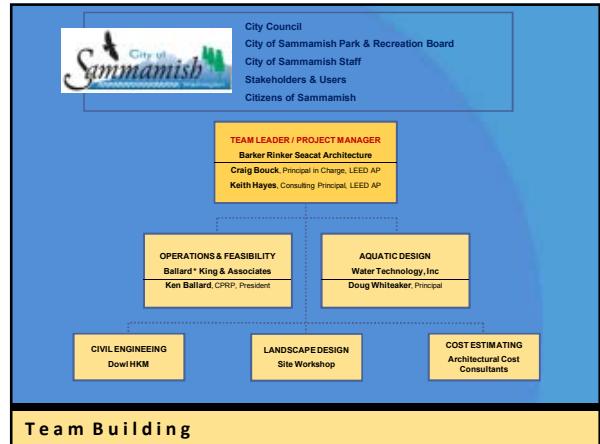 City of
Sammamish
Washington
City Council
City of Sammamish Park & Recreation Board
City of Sammamish Staff
Stakeholders & Users
Citizens of Sammamish
TEAM LEADER / PROJECT MANAGER
Barker Rinker Seacat Architecture
Craig Bouck, Principal in Charge, LEED AP
Keith Hayes, Consulting Principal, LEED AP
OPERATIONS & FEASIBILITY
Ballard * King & Associates
Ken Ballard, CPRP, President
AQUATIC DESIGN
Water Technology, Inc
Doug Whiteaker, Principal
CIVIL ENGINEEING
Dowl HKM
LANDSCAPE DESIGN
Site Workshop
COST ESTIMATING
Architectural Cost
Consultants
Team Building